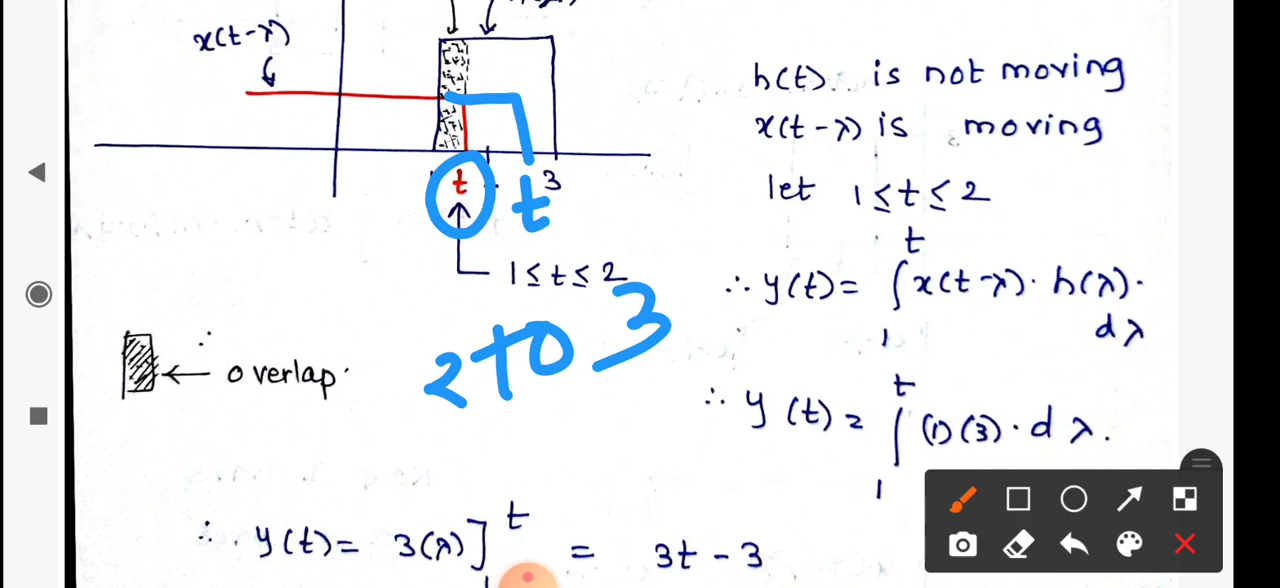 x(t-λ)
t
t
3
1 ≤ t ≤ 2
2 to 3
∴
overlap
h(t) is not moving
x(t-λ) is moving
let 1 ≤ t ≤ 2
t
∴ y(t) = ∫ x(t-λ) · h(λ) ·
1
dλ
t
∴ y(t) = ∫ (1)(3) · dλ.
1
t
∴ y(t) = 3(λ)] = 3t - 3